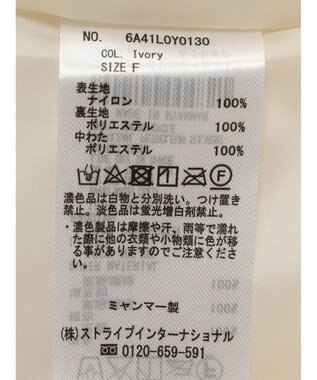 NO. 6A41L0Y0130
COL. Ivory
SIZE F
表生地
ナイロン 100%
裏生地
ポリエステル 100%
中わた
ポリエステル 100%
濃色品は白物と分別洗い。つけ置き
禁止。淡色品は蛍光増白剤禁止。
・濃色製品は摩擦や汗、雨等で濡れ
た際に他の衣類や小物類に色が移
る事がありますのでご注意下さい。
ミャンマー製
(株)ストライプインターナショナル
0120-659-591